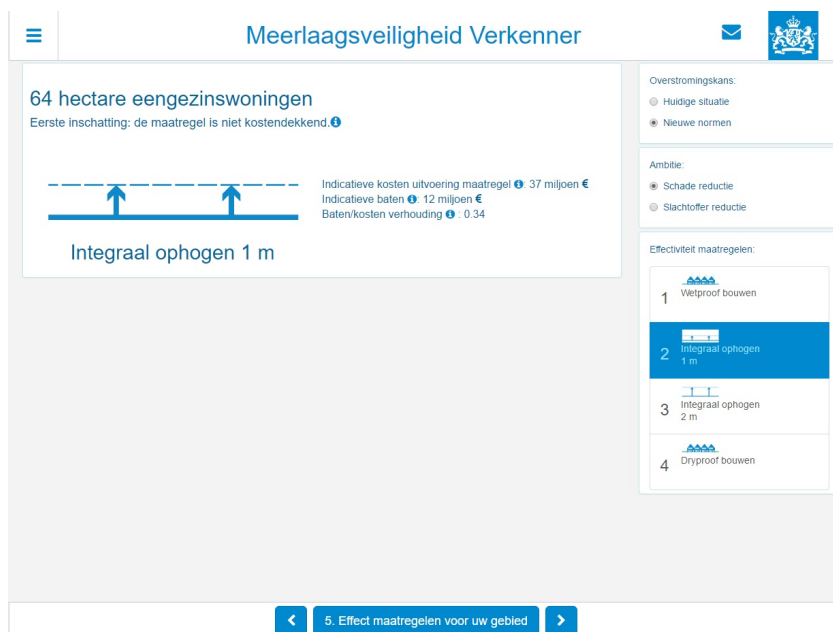 Meerlaagsveiligheid Verkenner
64 hectare eengezinswoningen
Eerste inschatting: de maatregel is niet kostendekkend.
Indicatieve kosten uitvoering maatregel : 37 miljoen €
Indicatieve baten : 12 miljoen €
Baten/kosten verhouding : 0.34
Integraal ophogen 1 m
Overstromingskans:
Huidige situatie
Nieuwe normen
Ambitie:
Schade reductie
Slachtoffer reductie
Effectiviteit maatregelen:
1 Wetproof bouwen
2 Integraal ophogen
1 m
3 Integraal ophogen
2 m
4 Dryproof bouwen
5. Effect maatregelen voor uw gebied